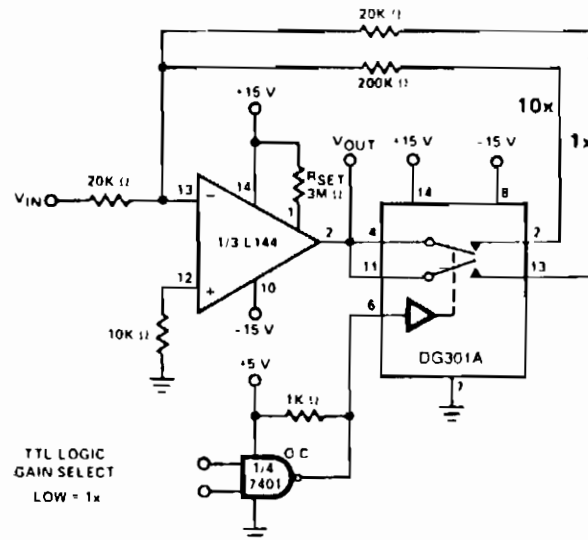 20K Ω
200K Ω
10x
1x
+15 V
VOUT
+15 V
-15 V
RSET
3M Ω
VIN
20K Ω
13
−
14
1
1/3 L144
2
12
+
10
-15 V
10K Ω
14
8
4
2
11
13
6
DG301A
7
+5 V
1K Ω
O C
1/4
7401
TTL LOGIC
GAIN SELECT
LOW = 1x